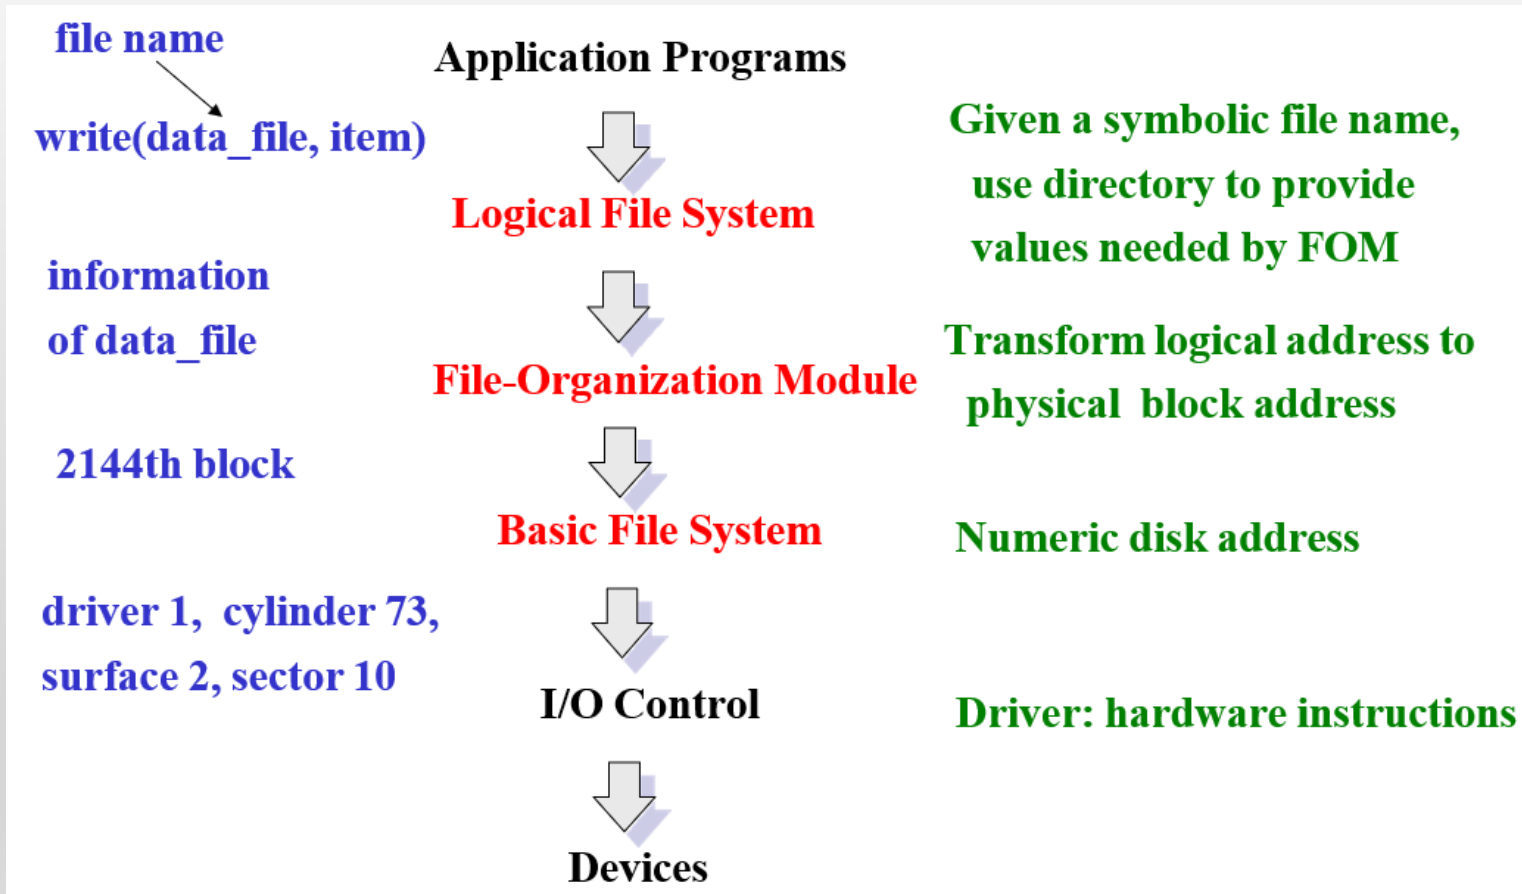 file name
Application Programs
write(data_file, item)
Given a symbolic file name,
use directory to provide
values needed by FOM
Logical File System
information
of data_file
Transform logical address to
physical block address
File-Organization Module
2144th block
Basic File System
Numeric disk address
driver 1, cylinder 73,
surface 2, sector 10
I/O Control
Driver: hardware instructions
Devices